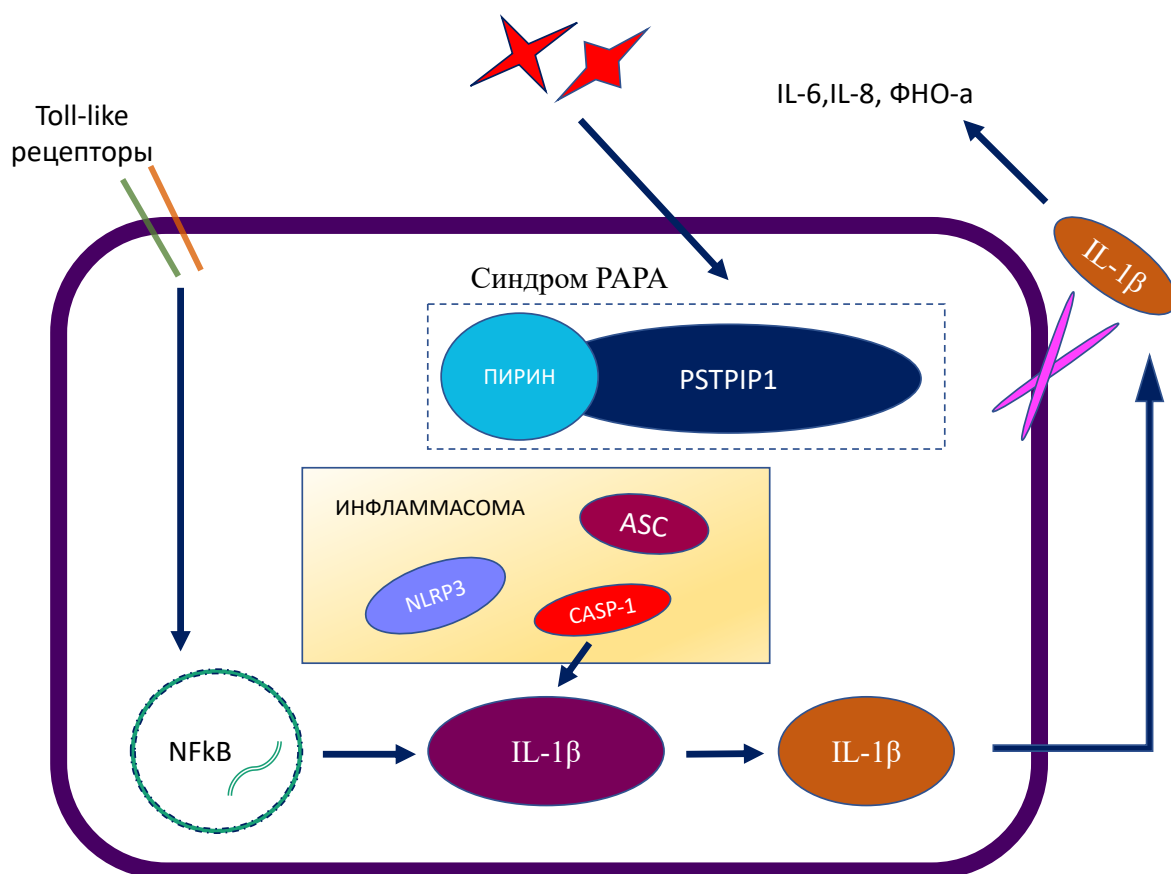 IL-6,IL-8, ФНО-а
Toll-like
рецепторы
IL-1β
Синдром PAPA
ПИРИН
PSTPIP1
ИНФЛАММАСОМА
ASC
NLRP3
CASP-1
NFkB
IL-1β
IL-1β